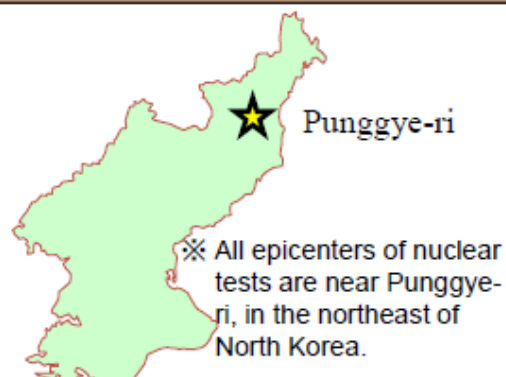 Punggye-ri
※ All epicenters of nuclear
tests are near Punggye-
ri, in the northeast of
North Korea.